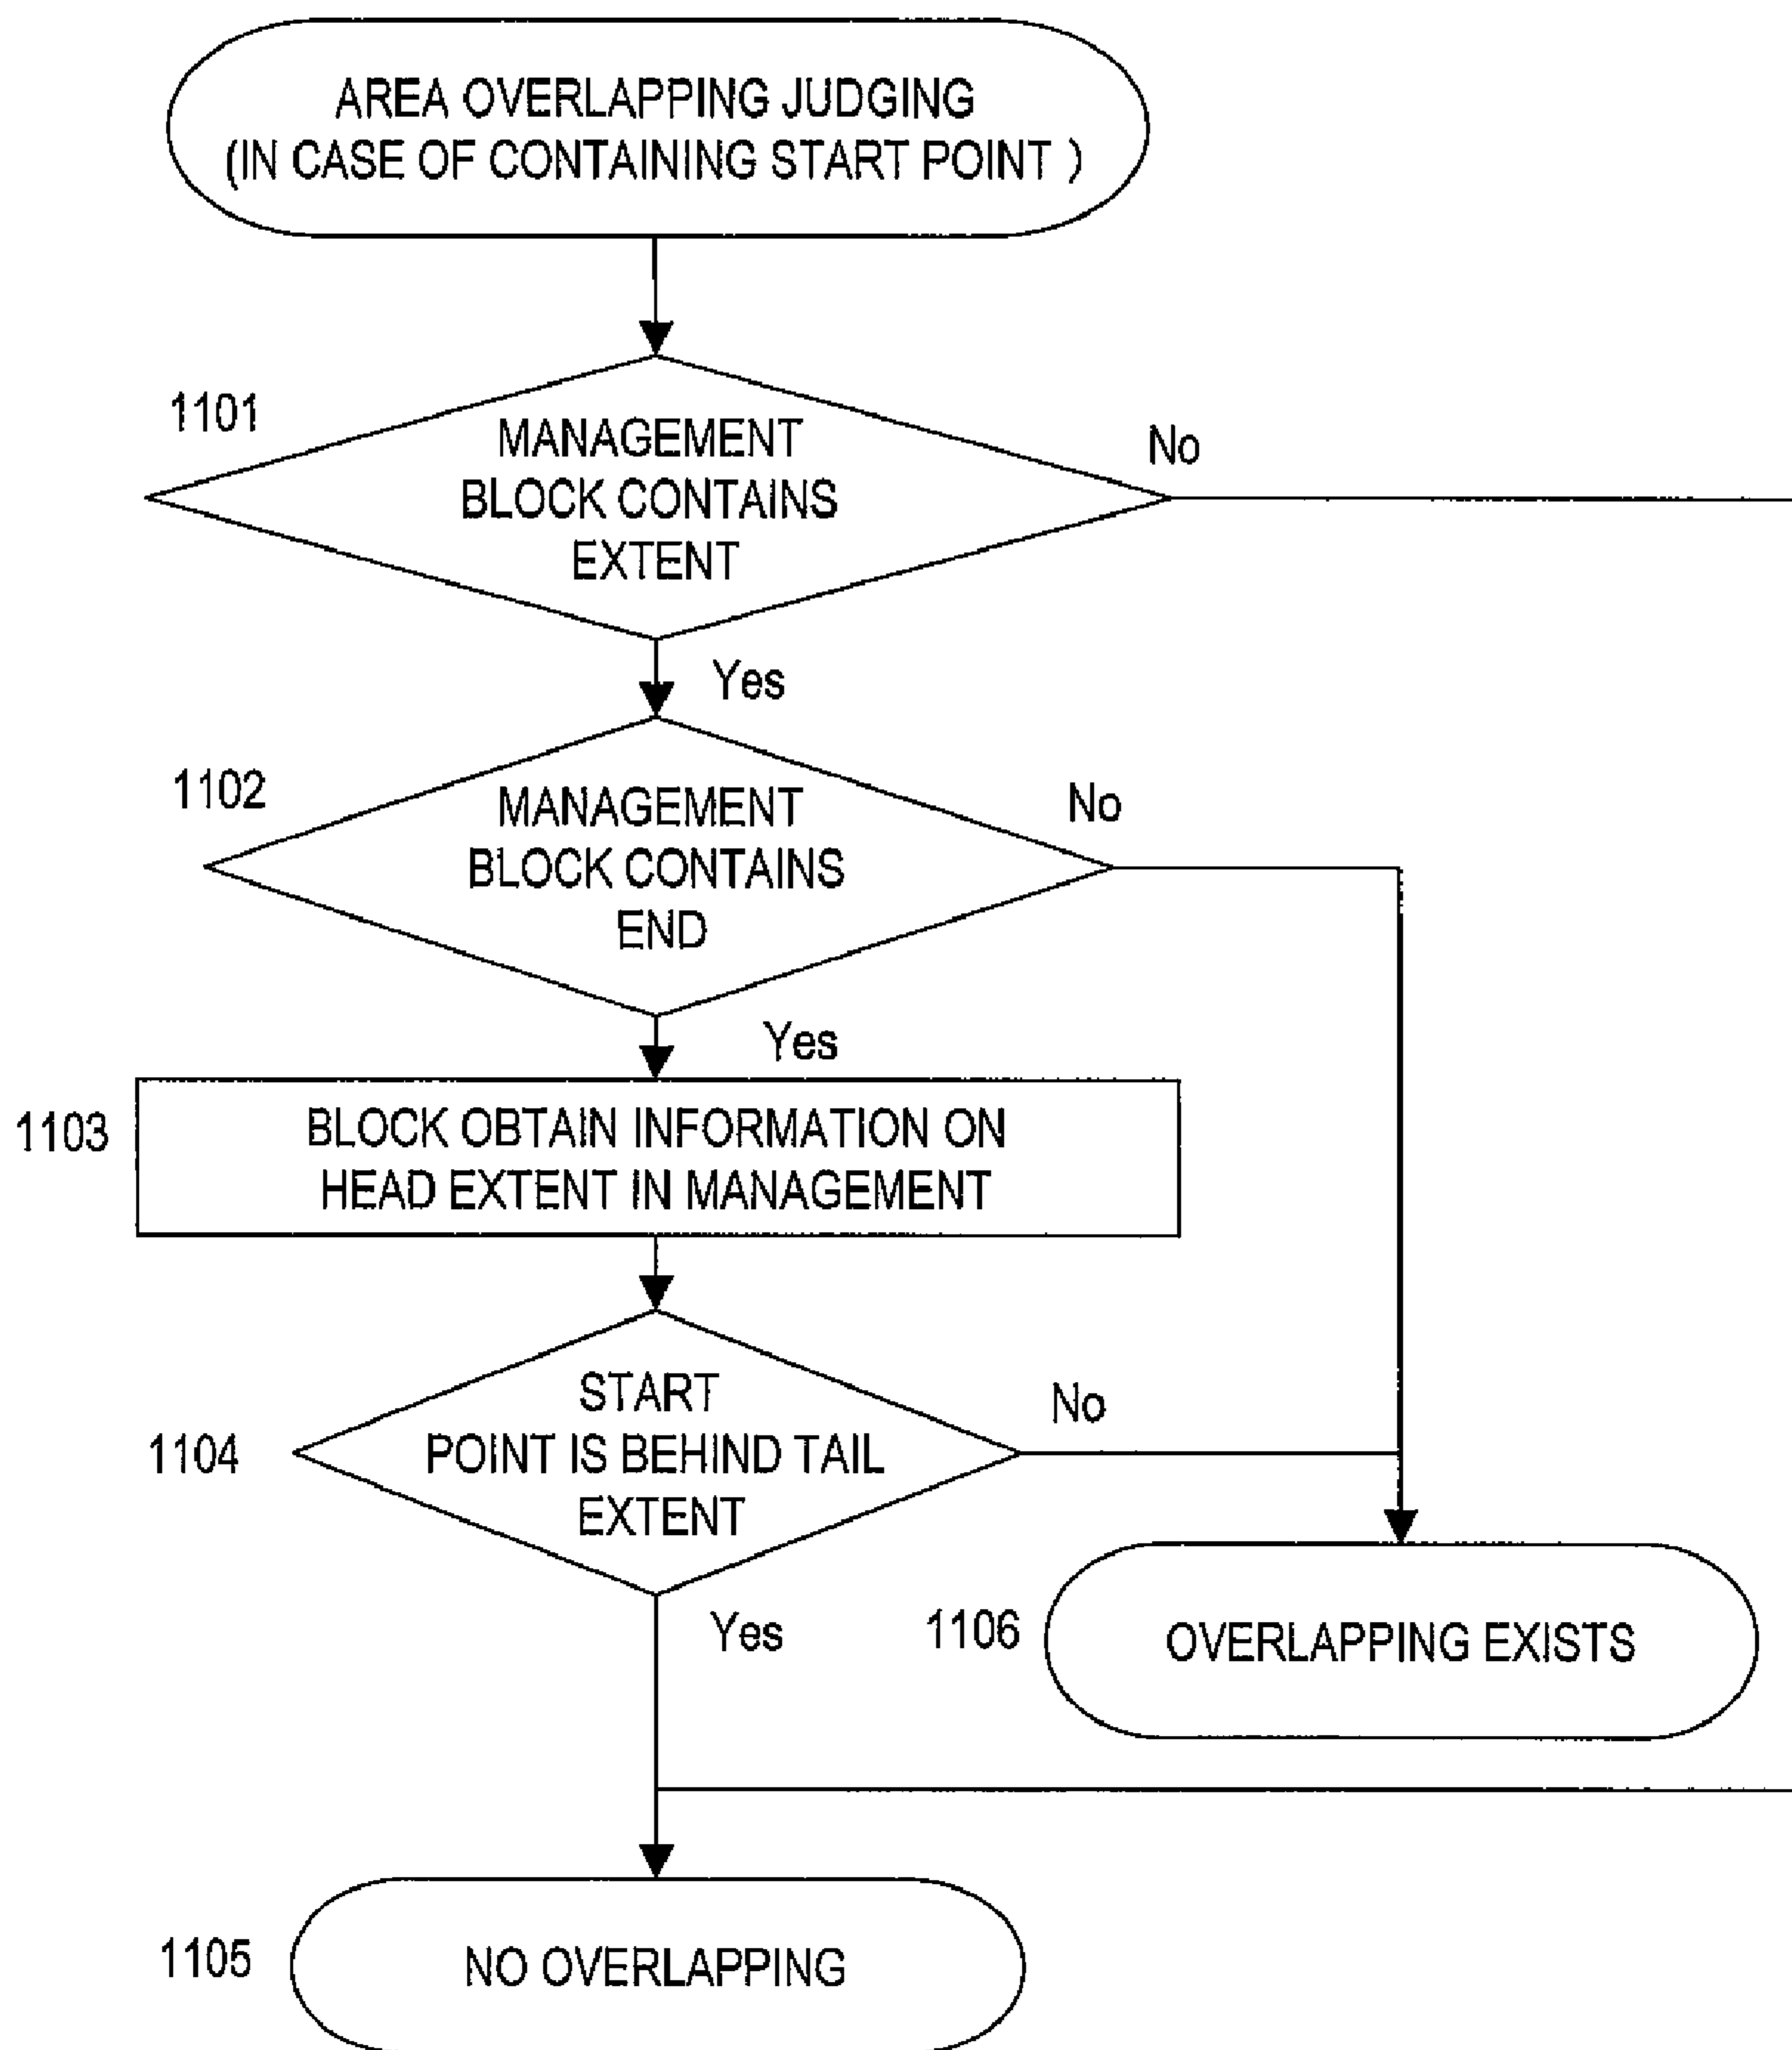 AREA OVERLAPPING JUDGING
(IN CASE OF CONTAINING START POINT )
1101
MANAGEMENT
BLOCK CONTAINS
EXTENT
No
Yes
1102
MANAGEMENT
BLOCK CONTAINS
END
No
Yes
1103
BLOCK OBTAIN INFORMATION ON
HEAD EXTENT IN MANAGEMENT
1104
START
POINT IS BEHIND TAIL
EXTENT
No
Yes
1106
OVERLAPPING EXISTS
1105
NO OVERLAPPING